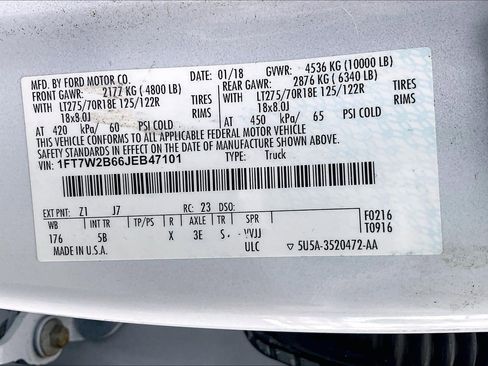 MFD. BY FORD MOTOR CO. 01/18 GVWR: 4536 KG (10000 LB)
FRONT GAWR: 2177 KG (4800 LB) REAR GAWR: 2876 KG (6340 LB)
LT275/70R18E 125/122R TIRES LT275/70R18E 125/122R TIRES
18x8.0J RIMS 18x8.0J RIMS
AT 420 kPa/ 60 PSI COLD AT 450 kPa/ 65 PSI COLD
THIS VEHICLE CONFORMS TO ALL APPLICABLE FEDERAL MOTOR VEHICLE
SAFETY STANDARDS IN EFFECT ON THE DATE OF MANUFACTURE SHOWN ABOVE.
VIN: 1FT7W2B66JEB47101 TYPE: Truck
EXT PNT: Z1 J7 RC: 23 DSO:
WB INT TR TP/PS R AXLE TR SPR F0216
176 5B X 3E T0916
MADE IN U.S.A. ULC 5U5A-3520472-AA